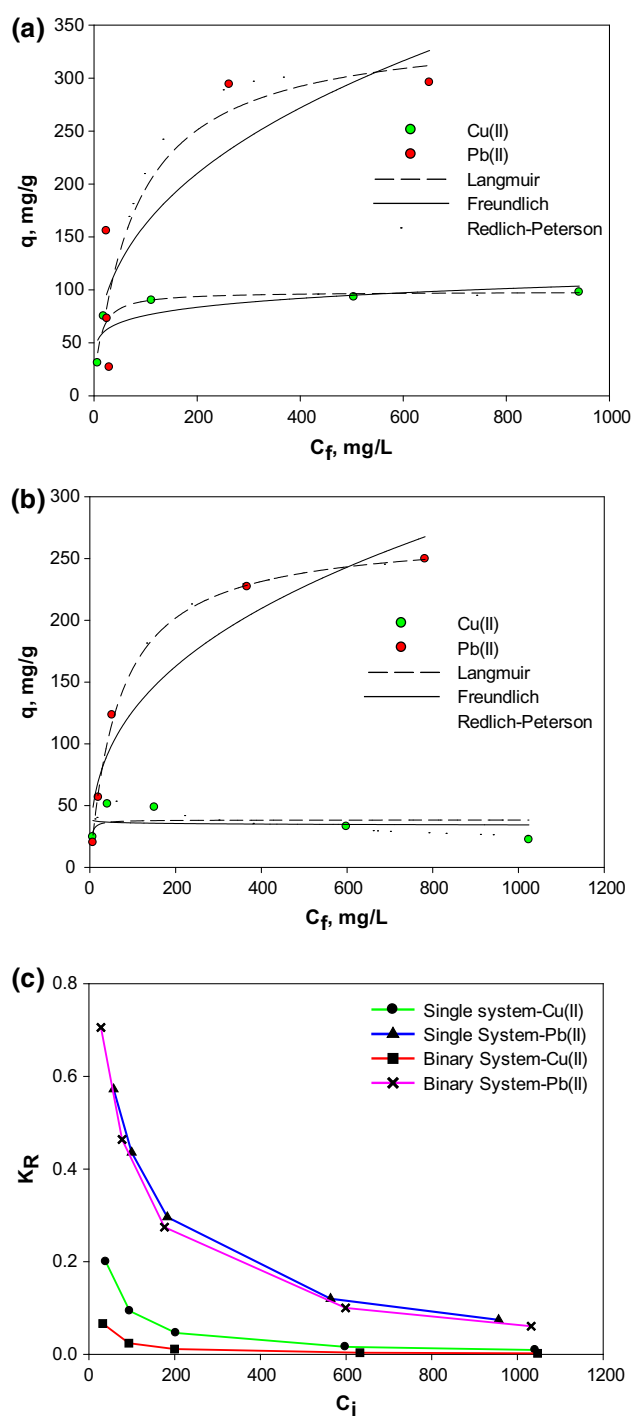 (a)
350
300
250
200
150
100
50
0
q, mg/g
Cu(II)
Pb(II)
Langmuir
Freundlich
Redlich-Peterson
0 200 400 600 800 1000
Cf, mg/L
(b)
300
250
200
150
100
50
0
q, mg/g
Cu(II)
Pb(II)
Langmuir
Freundlich
Redlich-Peterson
0 200 400 600 800 1000 1200
Cf, mg/L
(c)
0.8
0.6
0.4
0.2
0.0
KR
Single system-Cu(II)
Single System-Pb(II)
Binary System-Cu(II)
Binary System-Pb(II)
0 200 400 600 800 1000 1200
Ci